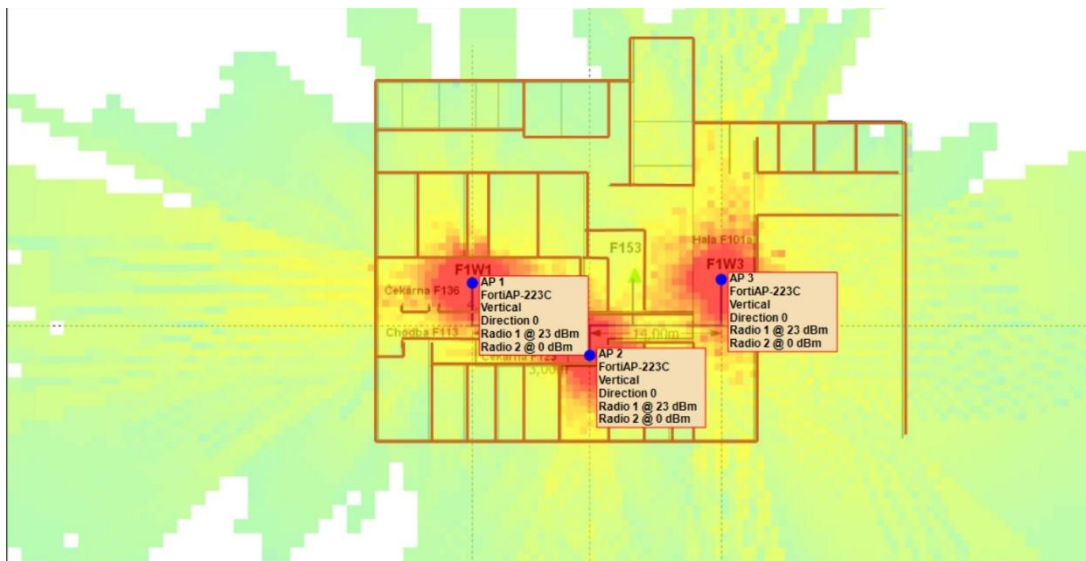 Hala F101a
F153
F1W1
F1W3
AP 1
FortiAP-223C
Vertical
Direction 0
Radio 1 @ 23 dBm
Radio 2 @ 0 dBm
AP 3
FortiAP-223C
Vertical
Direction 0
Radio 1 @ 23 dBm
Radio 2 @ 0 dBm
Čekárna F136
Chodba F113
14,00m
Čekárna F123
AP 2
FortiAP-223C
Vertical
Direction 0
Radio 1 @ 23 dBm
Radio 2 @ 0 dBm